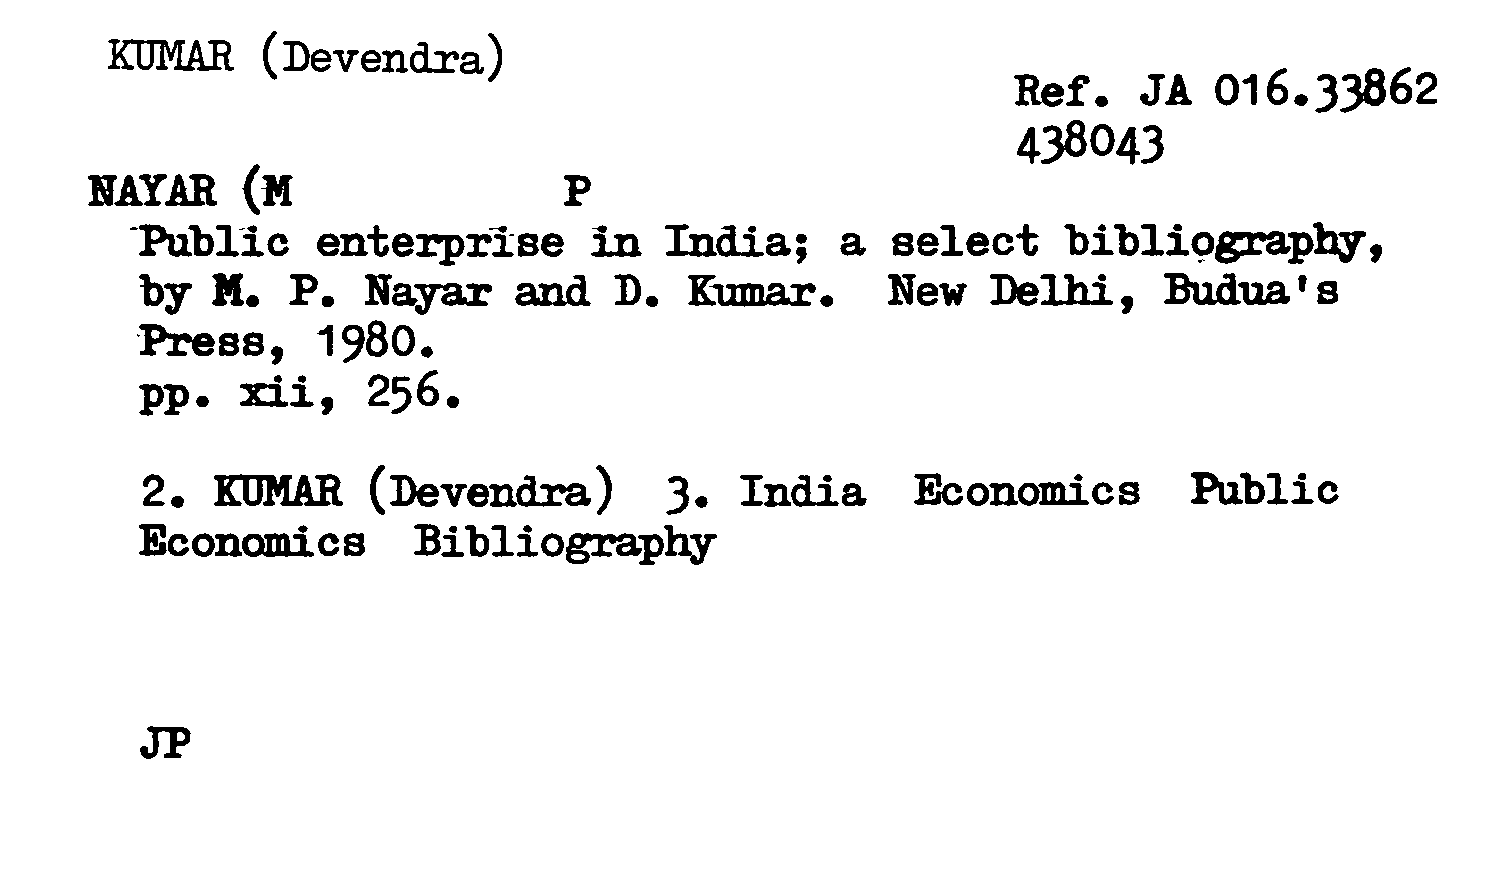 KUMAR (Devendra)
Ref. JA 016.33862
438043
NAYAR (M P
Public enterprise in India; a select bibliography,
by M. P. Nayar and D. Kumar. New Delhi, Budua's
Press, 1980.
pp. xii, 256.
2. KUMAR (Devendra) 3. India Economics Public
Economics Bibliography
JP